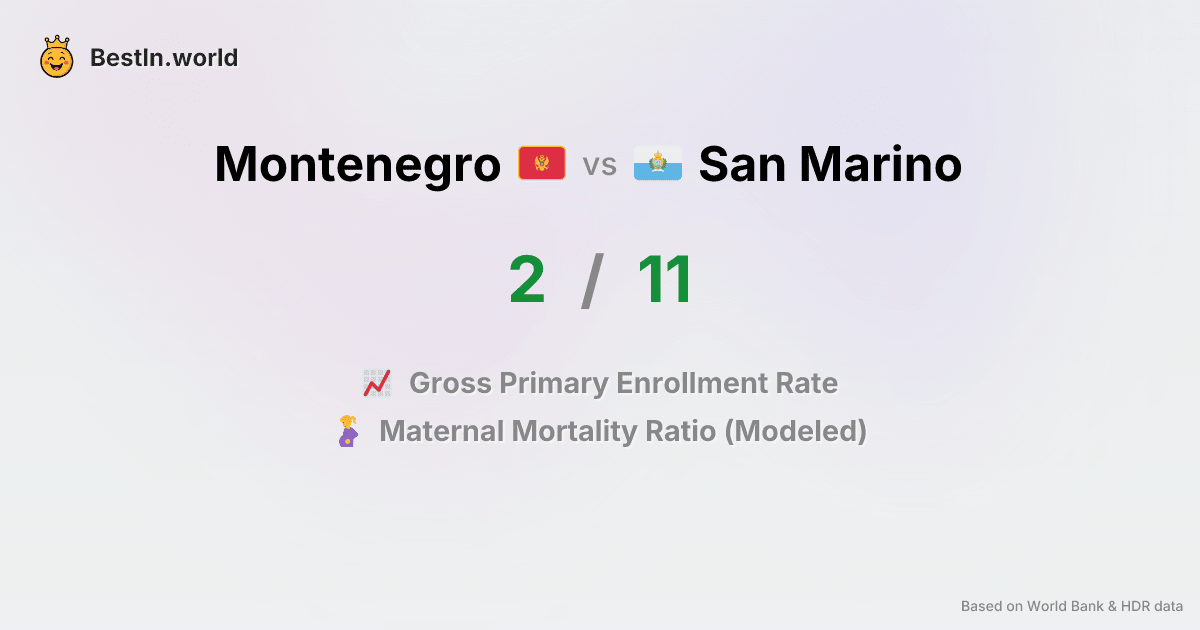 BestIn.world
Montenegro vs San Marino
2 / 11
Gross Primary Enrollment Rate
Maternal Mortality Ratio (Modeled)
Based on World Bank & HDR data